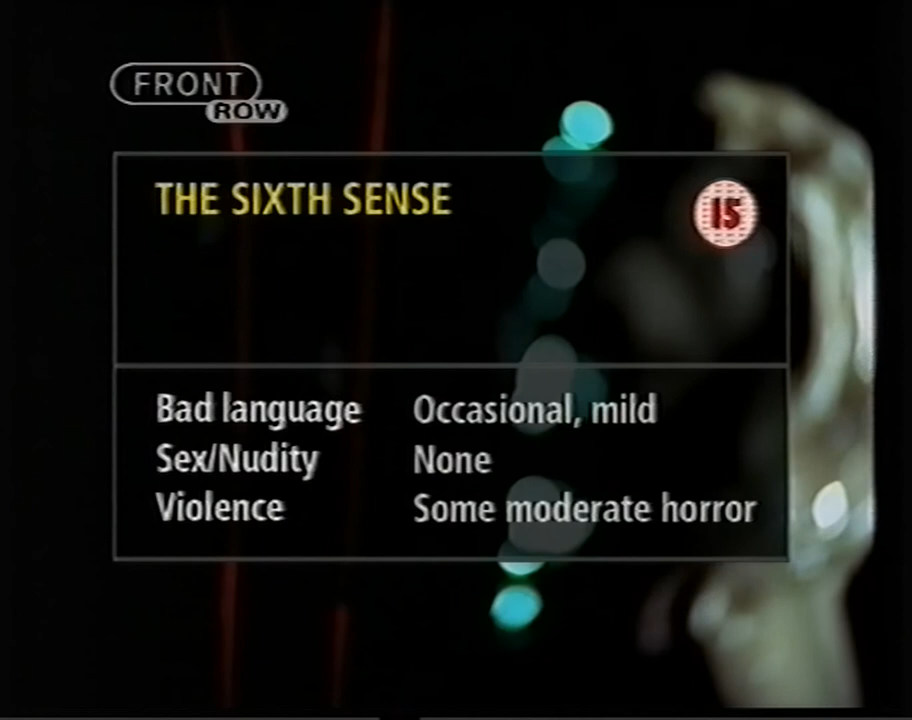 FRONT
ROW
THE SIXTH SENSE
15
Bad language Occasional, mild
Sex/Nudity None
Violence Some moderate horror